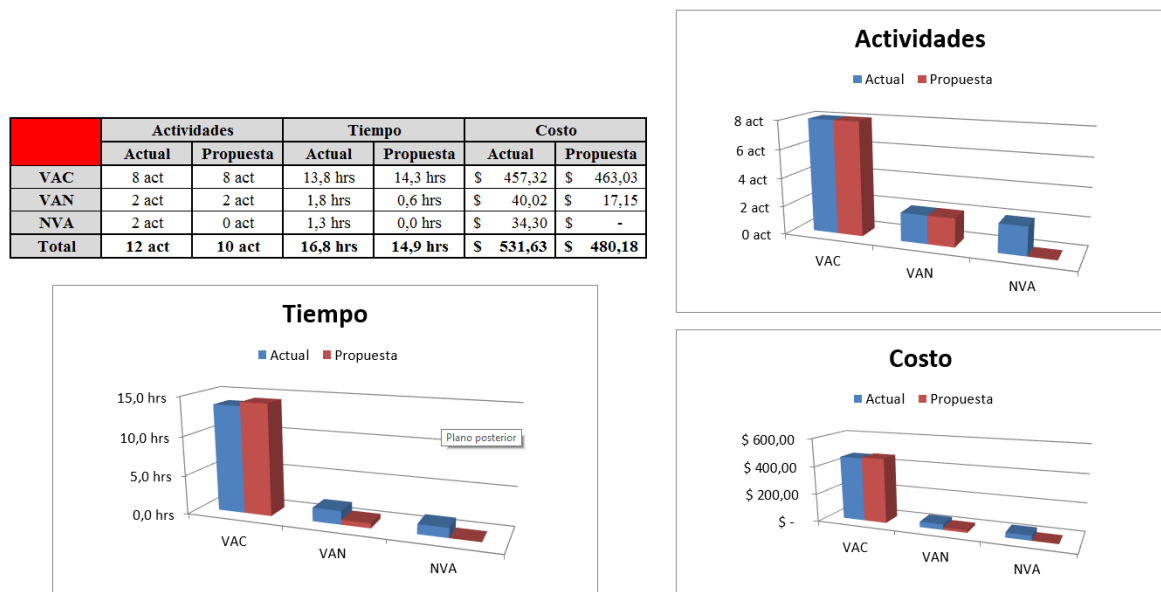 Actividades Tiempo Costo
Actual Propuesta Actual Propuesta Actual Propuesta
VAC 8 act 8 act 13,8 hrs 14,3 hrs $ 457,32 $ 463,03
VAN 2 act 2 act 1,8 hrs 0,6 hrs $ 40,02 $ 17,15
NVA 2 act 0 act 1,3 hrs 0,0 hrs $ 34,30 $ -
Total 12 act 10 act 16,8 hrs 14,9 hrs $ 531,63 $ 480,18
Actividades
Actual Propuesta
8 act
6 act
4 act
2 act
0 act
VAC
VAN
NVA
Tiempo
Actual Propuesta
15,0 hrs
10,0 hrs
5,0 hrs
0,0 hrs
Plano posterior
VAC
VAN
NVA
Costo
Actual Propuesta
$ 600,00
$ 400,00
$ 200,00
$ -
VAC
VAN
NVA